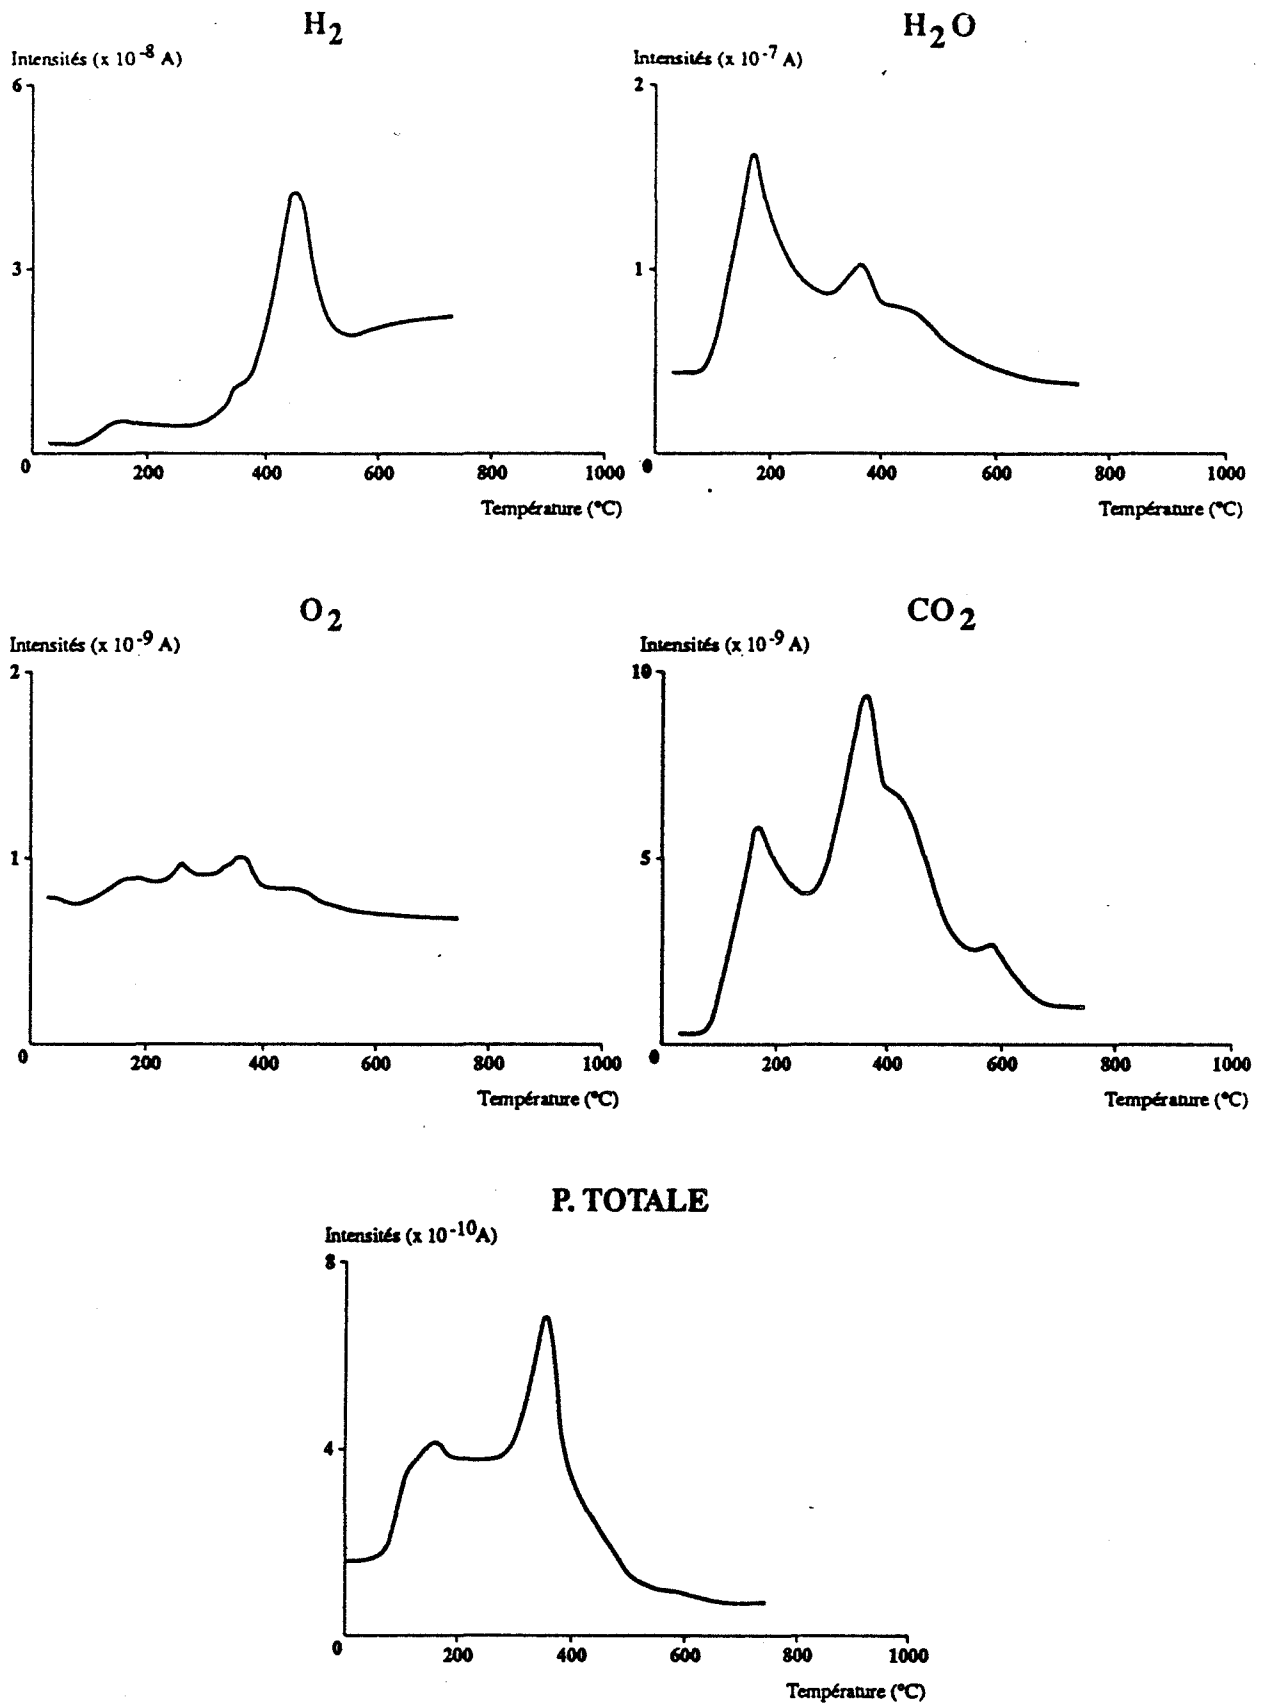 H2
Intensités (x 10 -8 A)
6
3
0
200
400
600
800
1000
Température (°C)
H2O
Intensités (x 10 -7 A)
2
1
0
200
400
600
800
1000
Température (°C)
O2
Intensités (x 10 -9 A)
2
1
0
200
400
600
800
1000
Température (°C)
CO2
Intensités (x 10 -9 A)
10
5
0
200
400
600
800
1000
Température (°C)
P. TOTALE
Intensités (x 10 -10A)
8
4
0
200
400
600
800
1000
Température (°C)